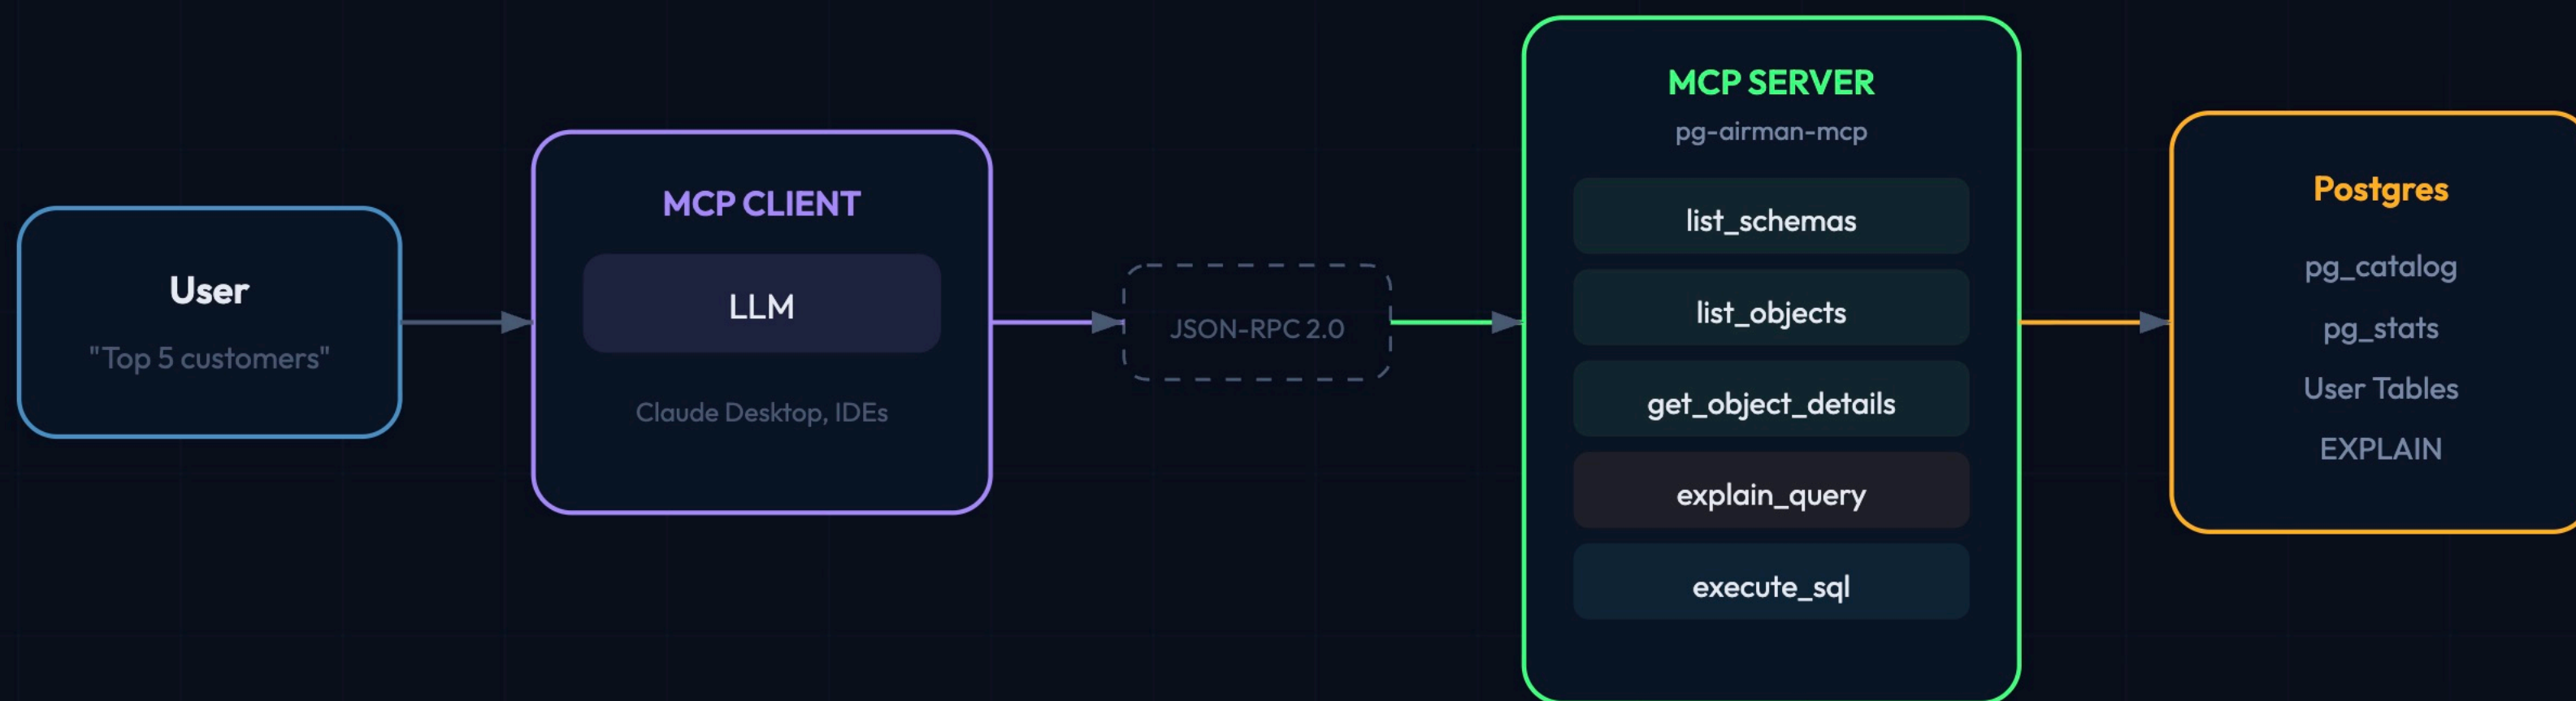 User
"Top 5 customers"
MCP CLIENT
LLM
Claude Desktop, IDEs
JSON-RPC 2.0
MCP SERVER
pg-airman-mcp
list_schemas
list_objects
get_object_details
explain_query
execute_sql
Postgres
pg_catalog
pg_stats
User Tables
EXPLAIN